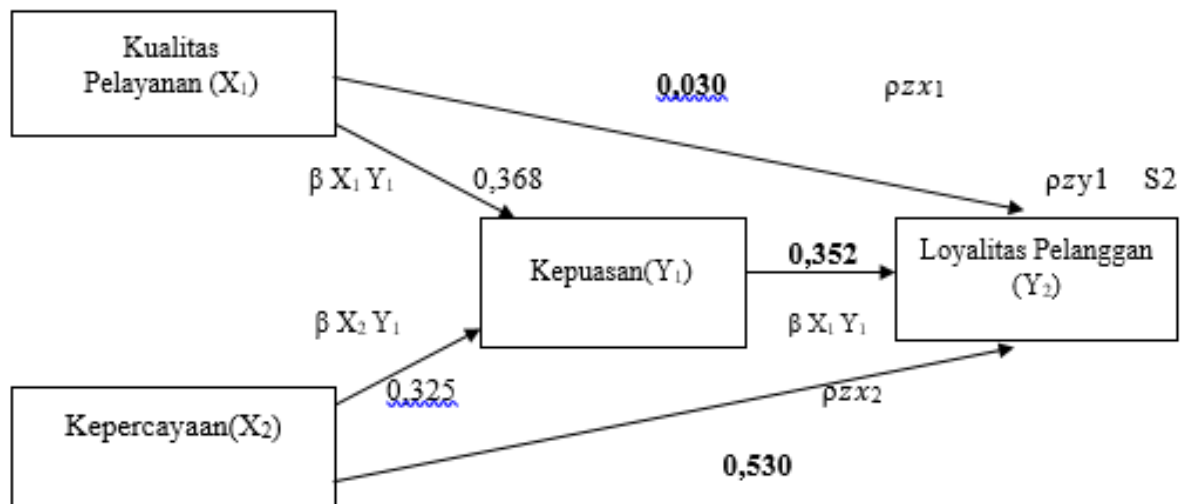 Kualitas
Pelayanan (X₁)
0,030 ρzx₁
β X₁ Y₁ 0,368
ρzy1 S2
Kepuasan(Y₁)
0,352
Loyalitas Pelanggan
(Y₂)
β X₂ Y₁
β X₁ Y₁
0,325
ρzx₂
Kepercayaan(X₂)
0,530